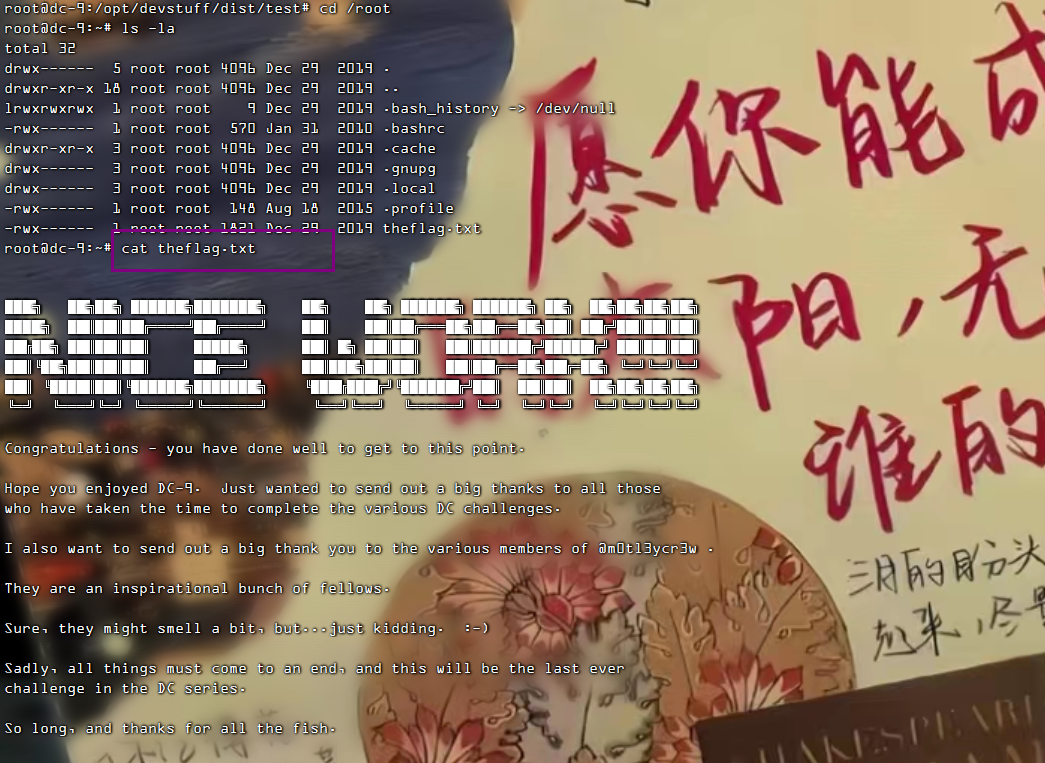 root@dc-9:/opt/devstuff/dist/test# cd /root
root@dc-9:~# ls -la
total 32
drwx------  5 root root 4096 Dec 29  2019 .
drwxr-xr-x 18 root root 4096 Dec 29  2019 ..
lrwxrwxrwx  1 root root    9 Dec 29  2019 .bash_history -> /dev/null
-rwx------  1 root root  570 Jan 31  2010 .bashrc
drwxr-xr-x  3 root root 4096 Dec 29  2019 .cache
drwx------  3 root root 4096 Dec 29  2019 .gnupg
drwx------  3 root root 4096 Dec 29  2019 .local
-rwx------  1 root root  148 Aug 18  2015 .profile
-rwx------  1 root root 1821 Dec 29  2019 theflag.txt
root@dc-9:~# cat theflag.txt
NICE WORK!!!
Congratulations - you have done well to get to this point.
Hope you enjoyed DC-9.  Just wanted to send out a big thanks to all those
who have taken the time to complete the various DC challenges.
I also want to send out a big thank you to the various members of @m0tl3ycr3w .
They are an inspirational bunch of fellows.
Sure, they might smell a bit, but...just kidding.  :-)
Sadly, all things must come to an end, and this will be the last ever
challenge in the DC series.
So long, and thanks for all the fish.
愿你能成
阳，无
谁的
三月的
起来，尽